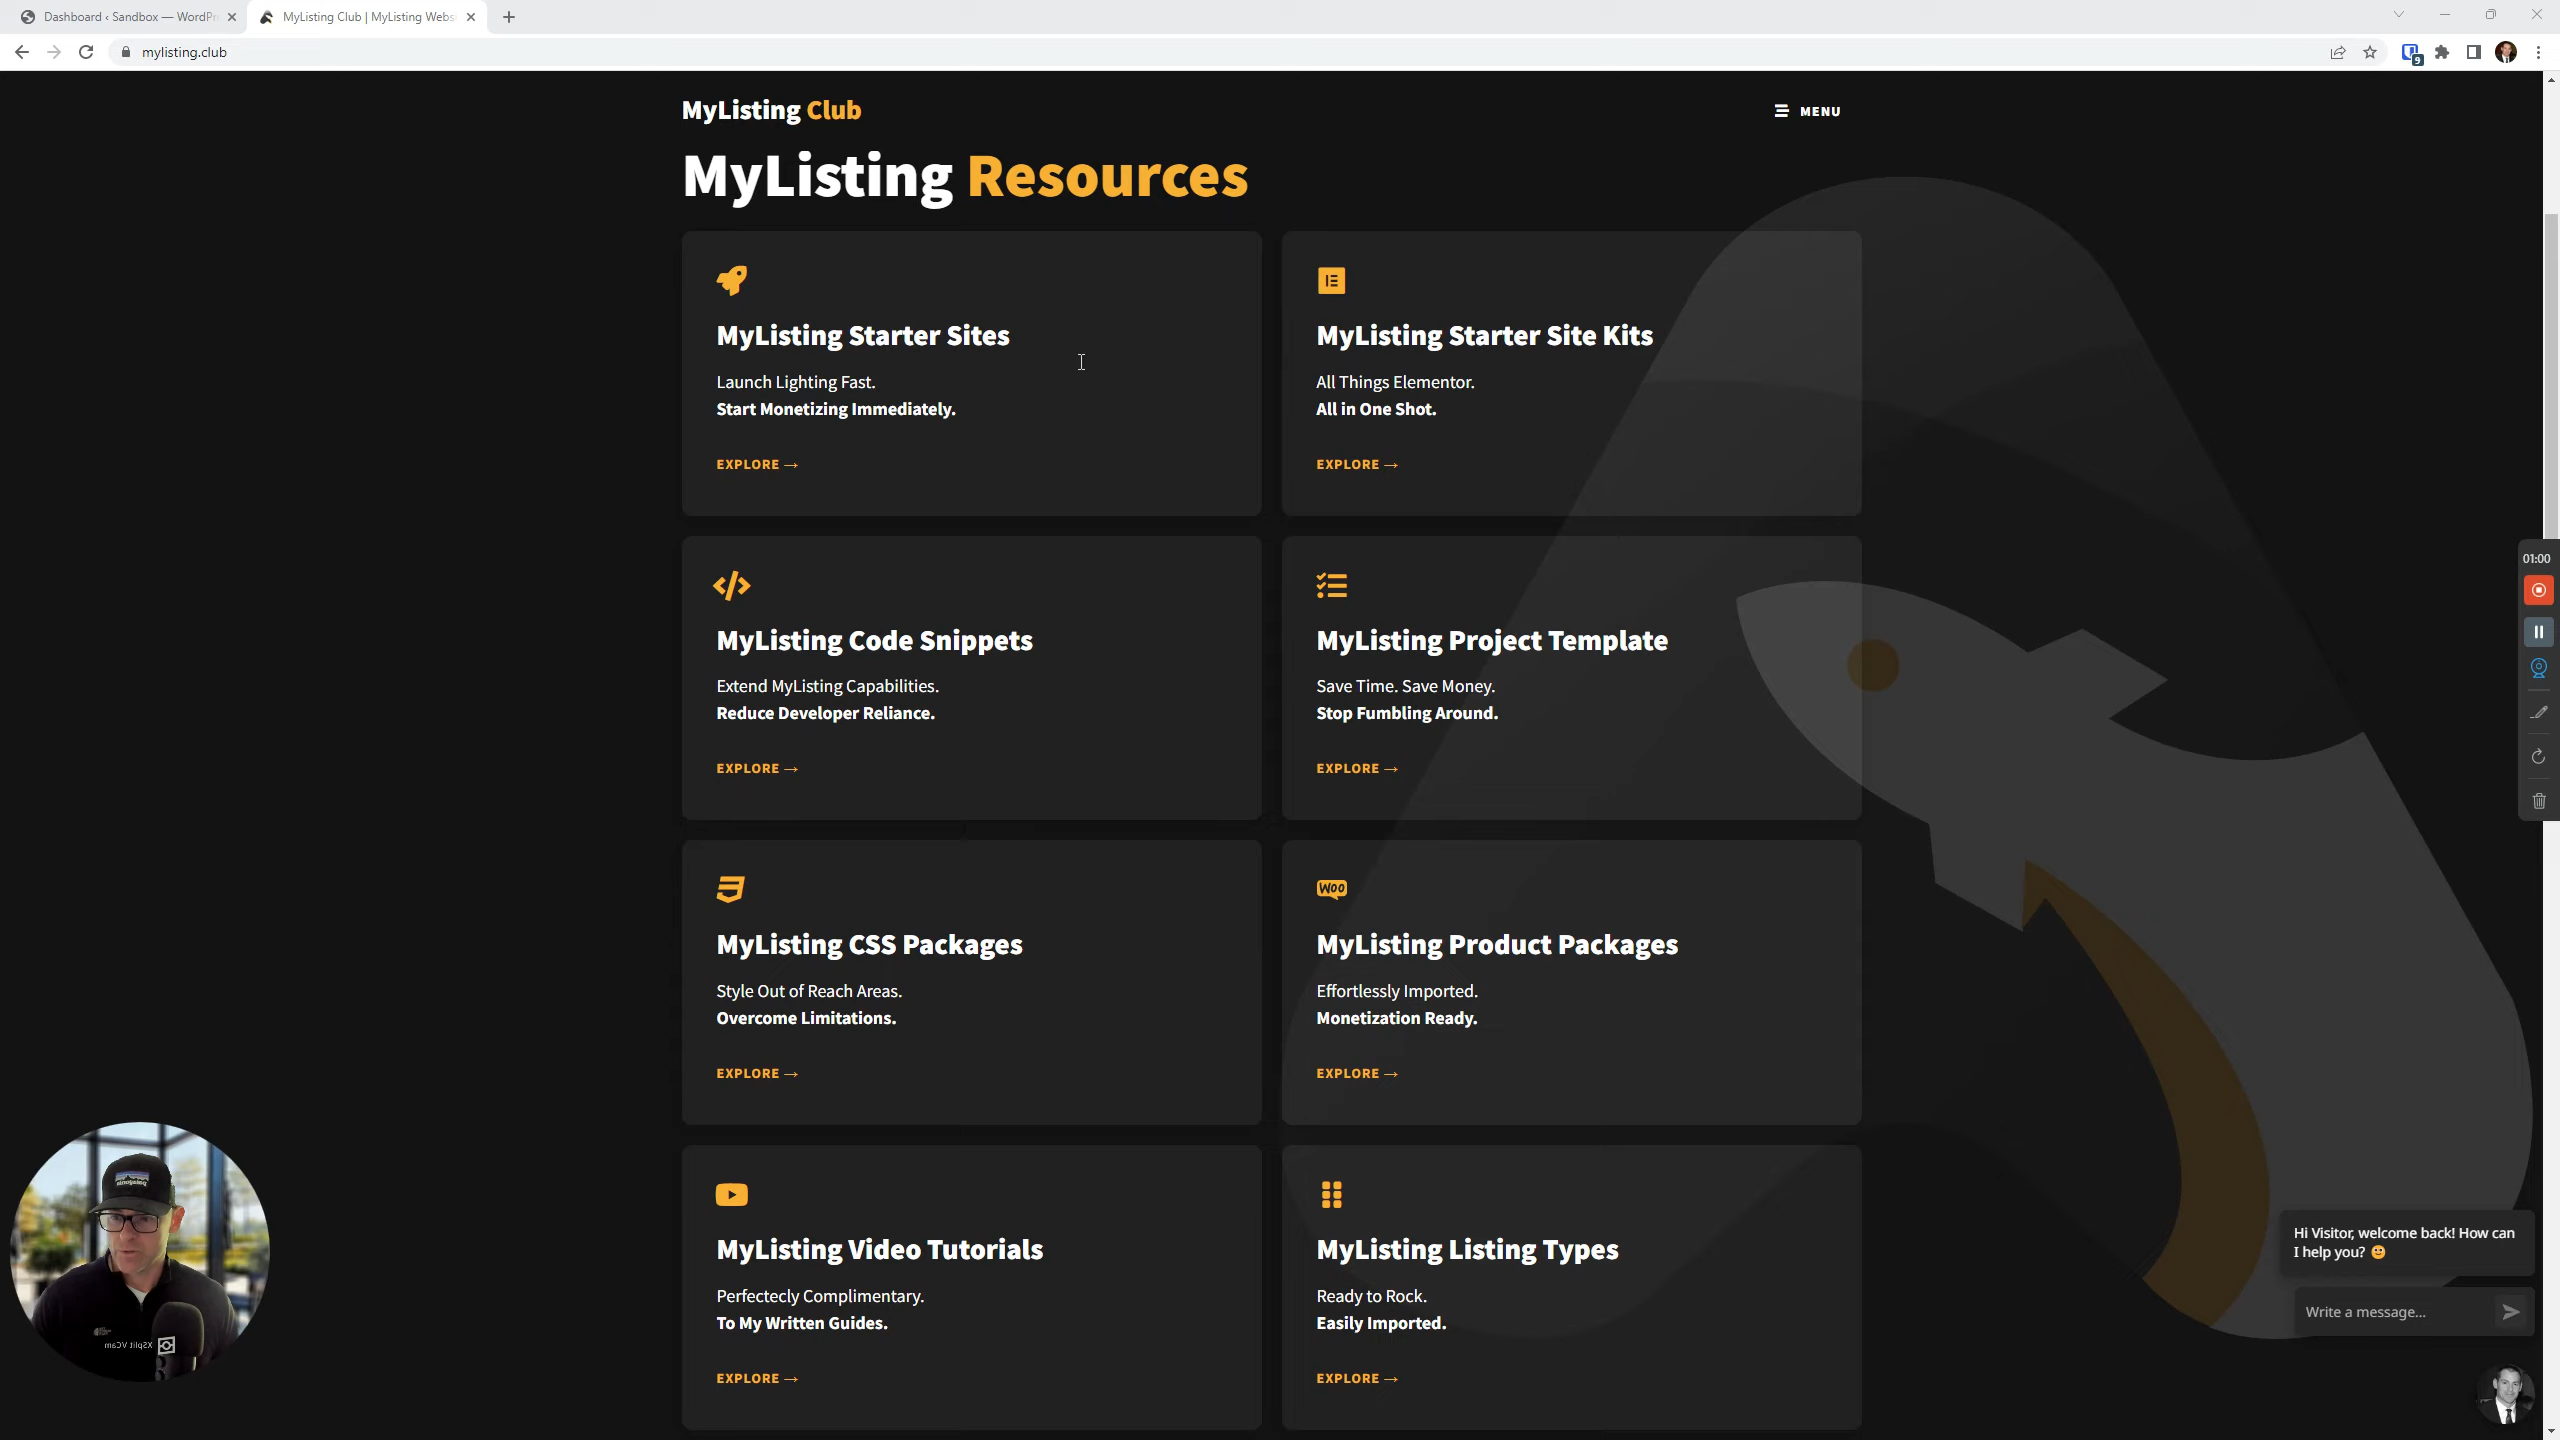 Dashboard ‹ Sandbox — WordPr
MyListing Club | MyListing Webs
mylisting.club
9
MyListing Club
MENU
MyListing Resources
MyListing Starter Sites
Launch Lighting Fast.
Start Monetizing Immediately.
EXPLORE →
MyListing Starter Site Kits
All Things Elementor.
All in One Shot.
EXPLORE →
MyListing Code Snippets
Extend MyListing Capabilities.
Reduce Developer Reliance.
EXPLORE →
MyListing Project Template
Save Time. Save Money.
Stop Fumbling Around.
EXPLORE →
MyListing CSS Packages
Style Out of Reach Areas.
Overcome Limitations.
EXPLORE →
Woo
MyListing Product Packages
Effortlessly Imported.
Monetization Ready.
EXPLORE →
MyListing Video Tutorials
Perfectecly Complimentary.
To My Written Guides.
EXPLORE →
MyListing Listing Types
Ready to Rock.
Easily Imported.
EXPLORE →
01:00
Hi Visitor, welcome back! How can
I help you? 🙂
Write a message...
patagonia
XSplit VCam